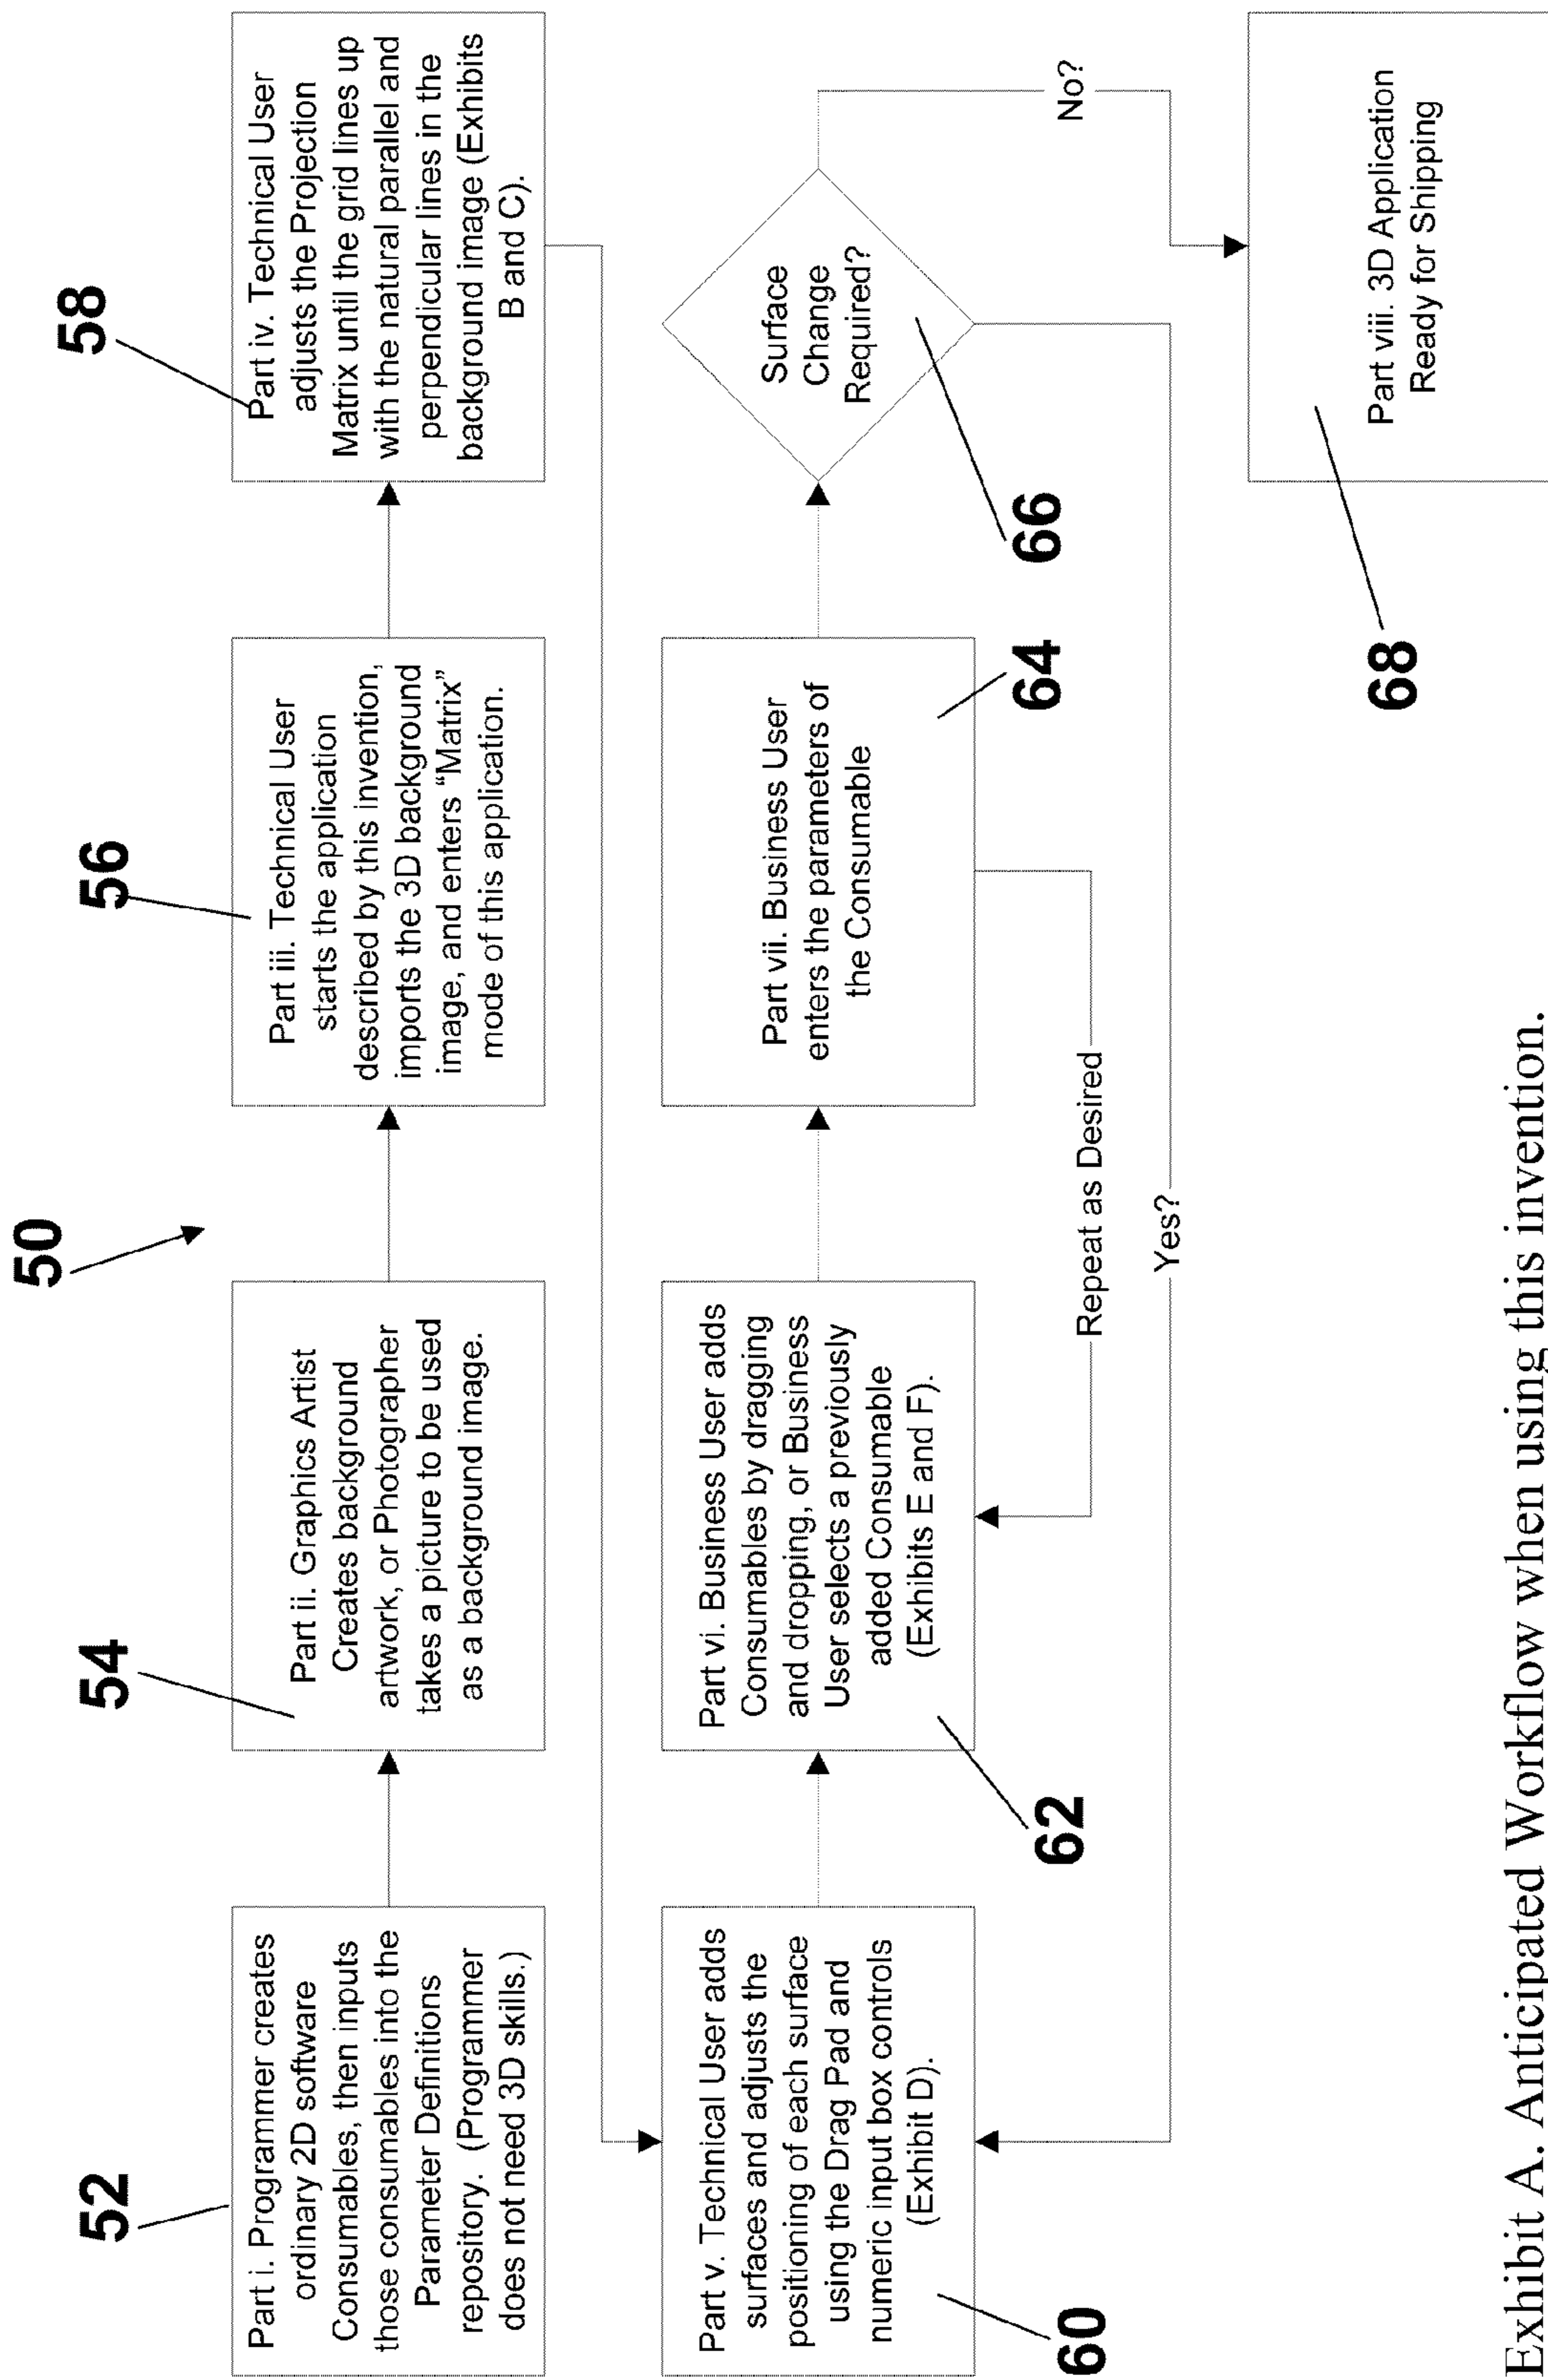 50
52
Part i. Programmer creates
ordinary 2D software
Consumables, then inputs
those consumables into the
Parameter Definitions
repository. (Programmer
does not need 3D skills.)
54
Part ii. Graphics Artist
Creates background
artwork, or Photographer
takes a picture to be used
as a background image.
56
Part iii. Technical User
starts the application
described by this invention,
imports the 3D background
image, and enters “Matrix”
mode of this application.
58
Part iv. Technical User
adjusts the Projection
Matrix until the grid lines up
with the natural parallel and
perpendicular lines in the
background image (Exhibits
B and C).
Part v. Technical User adds
surfaces and adjusts the
positioning of each surface
using the Drag Pad and
numeric input box controls
(Exhibit D).
60
Part vi. Business User adds
Consumables by dragging
and dropping, or Business
User selects a previously
added Consumable
(Exhibits E and F).
62
Part vii. Business User
enters the parameters of
the Consumable
64
Surface
Change
Required?
66
No?
Repeat as Desired
Yes?
Part viii. 3D Application
Ready for Shipping
68
Exhibit A. Anticipated Workflow when using this invention.